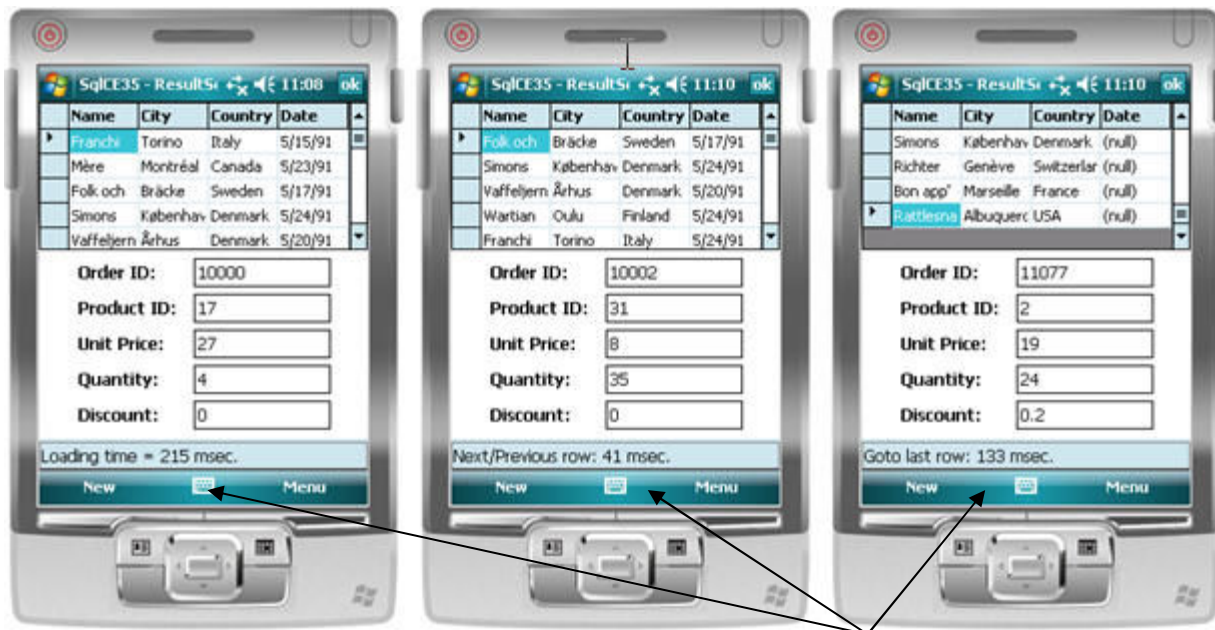 SqlCE35 - ResultSe 11:08 ok
Name City Country Date
Franchi Torino Italy 5/15/91
Mère Montréal Canada 5/23/91
Folk och Bräcke Sweden 5/17/91
Simons Københav Denmark 5/24/91
Vaffeljern Århus Denmark 5/20/91
Order ID: 10000
Product ID: 17
Unit Price: 27
Quantity: 4
Discount: 0
Loading time = 215 msec.
New Menu
SqlCE35 - ResultSe 11:10 ok
Name City Country Date
Folk och Bräcke Sweden 5/17/91
Simons Københav Denmark 5/24/91
Vaffeljern Århus Denmark 5/20/91
Wartian Oulu Finland 5/24/91
Franchi Torino Italy 5/24/91
Order ID: 10002
Product ID: 31
Unit Price: 8
Quantity: 35
Discount: 0
Next/Previous row: 41 msec.
New Menu
SqlCE35 - ResultSe 11:10 ok
Name City Country Date
Simons Københav Denmark (null)
Richter Genève Switzerlar (null)
Bon app' Marseille France (null)
Rattlesna Albuquerc USA (null)
Order ID: 11077
Product ID: 2
Unit Price: 19
Quantity: 24
Discount: 0.2
Goto last row: 133 msec.
New Menu